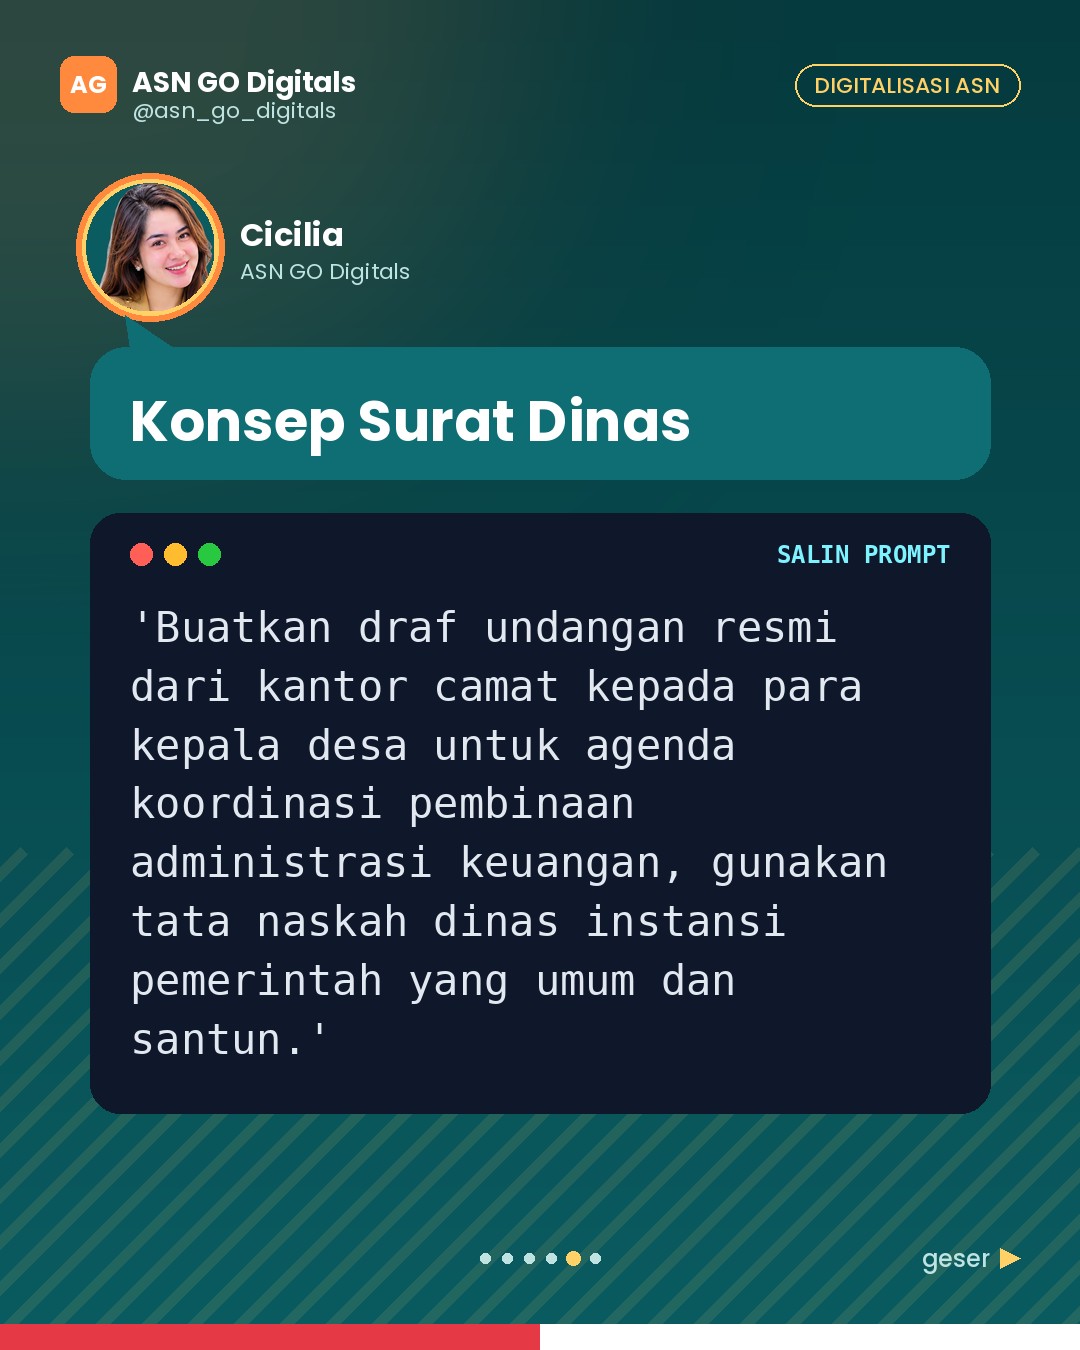 AG
ASN GO Digitals
@asn_go_digitals
DIGITALISASI ASN
Cicilia
ASN GO Digitals
Konsep Surat Dinas
SALIN PROMPT
'Buatkan draf undangan resmi
dari kantor camat kepada para
kepala desa untuk agenda
koordinasi pembinaan
administrasi keuangan, gunakan
tata naskah dinas instansi
pemerintah yang umum dan
santun.'
geser